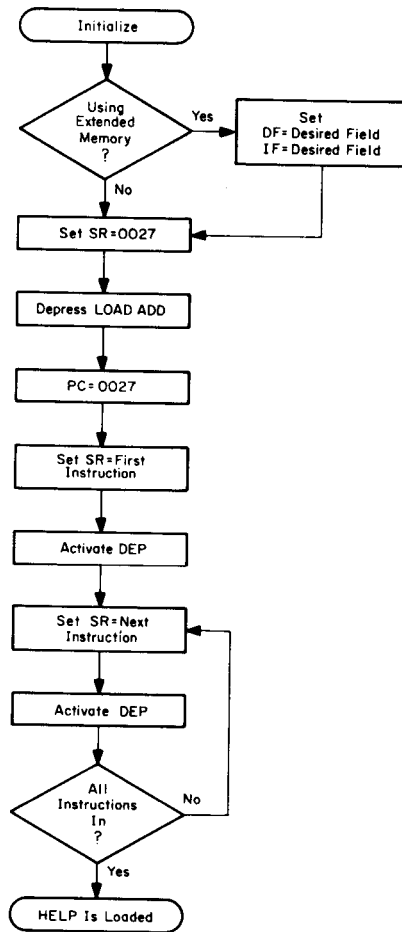 Initialize
Using
Extended
Memory
?
Yes
Set
DF=Desired Field
IF=Desired Field
No
Set SR=0027
Depress LOAD ADD
PC=0027
Set SR=First
Instruction
Activate DEP
Set SR=Next
Instruction
Activate DEP
All
Instructions
In
?
No
Yes
HELP Is Loaded